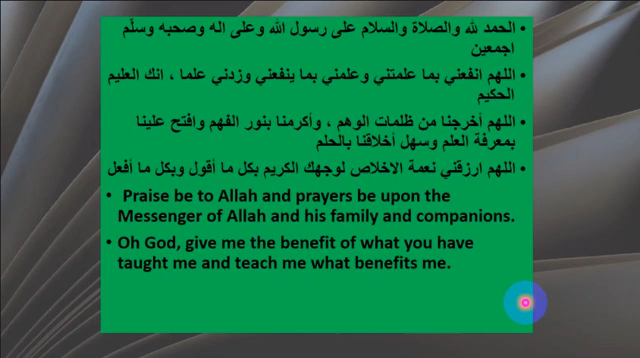 • الحمد لله والصلاة والسلام على رسول الله وعلى اله وصحبه وسلّم
اجمعين
• اللهم انفعني بما علمتني وعلمني بما ينفعني وزدني علما ، انك العليم
الحكيم
• اللهم أخرجنا من ظلمات الوهم ، وأكرمنا بنور الفهم وافتح علينا
بمعرفة العلم وسهل أخلاقنا بالحلم
• اللهم ارزقني نعمة الاخلاص لوجهك الكريم بكل ما أقول وبكل ما أفعل
• Praise be to Allah and prayers be upon the
Messenger of Allah and his family and companions.
• Oh God, give me the benefit of what you have
taught me and teach me what benefits me.